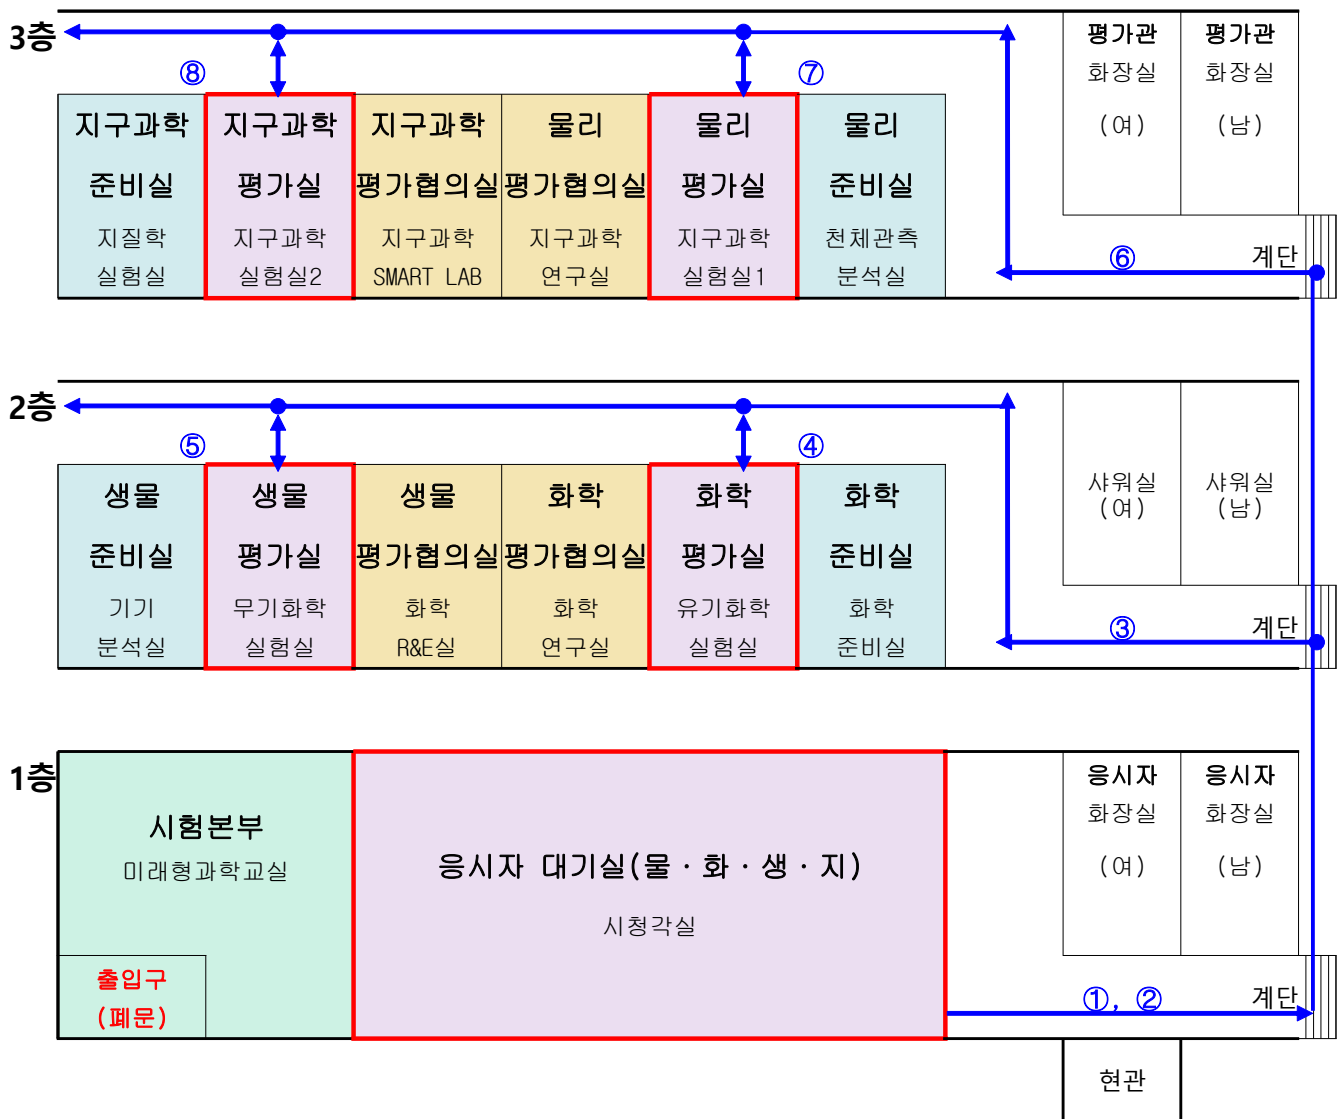 3층
평가관
화장실
(여)
평가관
화장실
(남)
⑧
⑦
지구과학
준비실
지질학
실험실
지구과학
평가실
지구과학
실험실2
지구과학
평가협의실
지구과학
SMART LAB
물리
평가협의실
지구과학
연구실
물리
평가실
지구과학
실험실1
물리
준비실
천체관측
분석실
⑥
계단
2층
⑤
④
샤워실
(여)
샤워실
(남)
생물
준비실
기기
분석실
생물
평가실
무기화학
실험실
생물
평가협의실
화학
R&E실
화학
평가협의실
화학
연구실
화학
평가실
유기화학
실험실
화학
준비실
화학
준비실
③
계단
1층
시험본부
미래형과학교실
출입구
(폐문)
응시자 대기실(물·화·생·지)
시청각실
응시자
화장실
(여)
응시자
화장실
(남)
①, ②
계단
현관